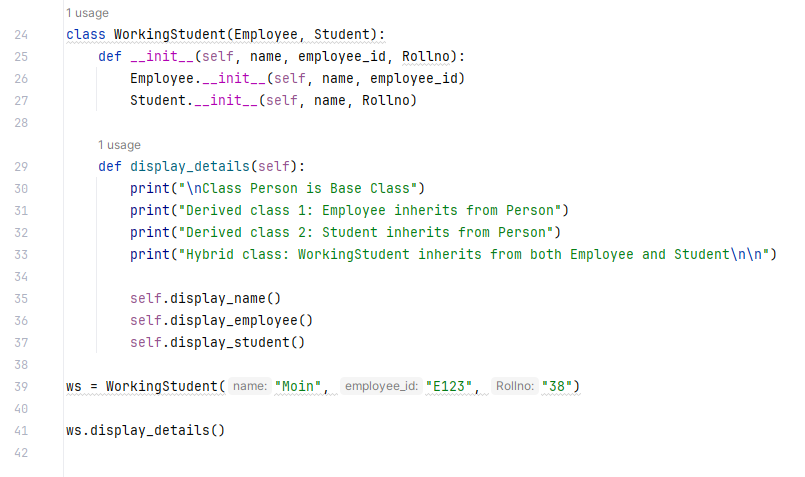 1 usage
24 class WorkingStudent(Employee, Student):
25 def __init__(self, name, employee_id, Rollno):
26 Employee.__init__(self, name, employee_id)
27 Student.__init__(self, name, Rollno)
28
1 usage
29 def display_details(self):
30 print("\nClass Person is Base Class")
31 print("Derived class 1: Employee inherits from Person")
32 print("Derived class 2: Student inherits from Person")
33 print("Hybrid class: WorkingStudent inherits from both Employee and Student\n\n")
34
35 self.display_name()
36 self.display_employee()
37 self.display_student()
38
39 ws = WorkingStudent( name: "Moin", employee_id: "E123", Rollno: "38")
40
41 ws.display_details()
42